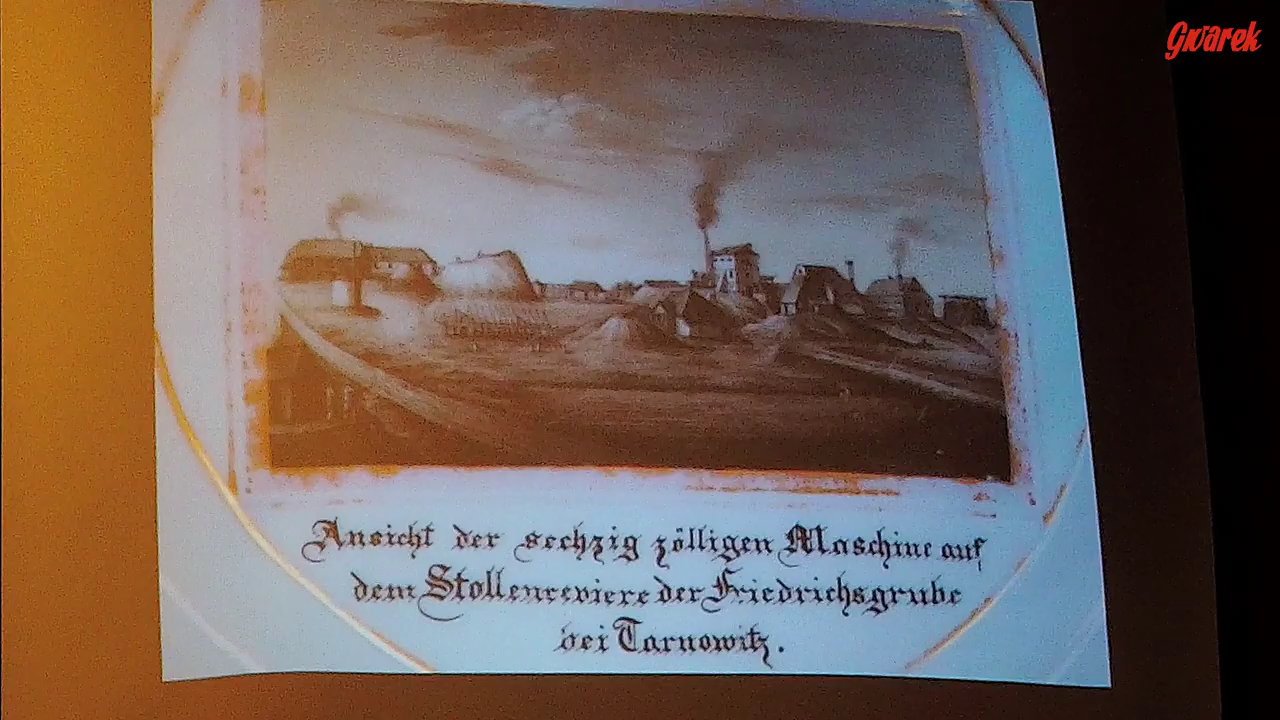 Gwarek
Ansicht der sechzig zölligen Maschine auf
dem Stollenreviere der Friedrichsgrube
bei Tarnowitz.